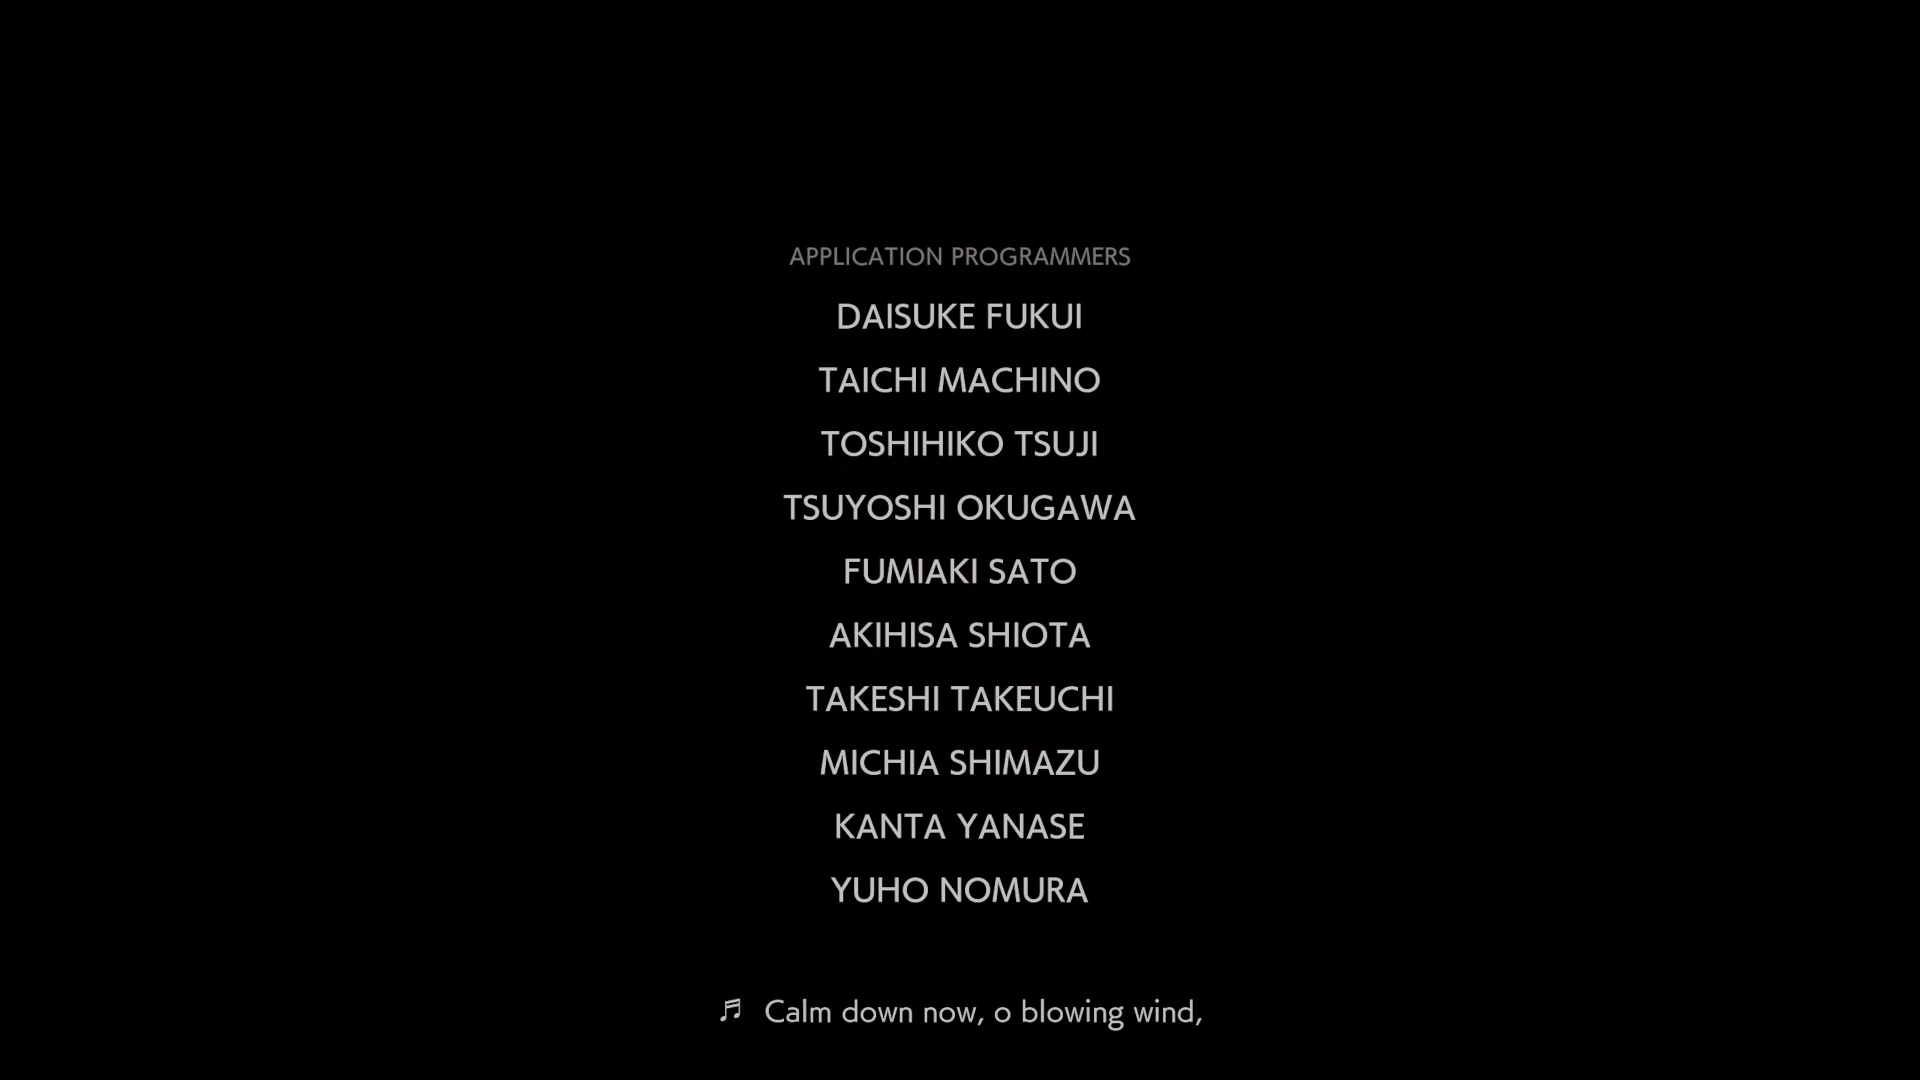 APPLICATION PROGRAMMERS
DAISUKE FUKUI
TAICHI MACHINO
TOSHIHIKO TSUJI
TSUYOSHI OKUGAWA
FUMIAKI SATO
AKIHISA SHIOTA
TAKESHI TAKEUCHI
MICHIA SHIMAZU
KANTA YANASE
YUHO NOMURA
♬ Calm down now, o blowing wind,